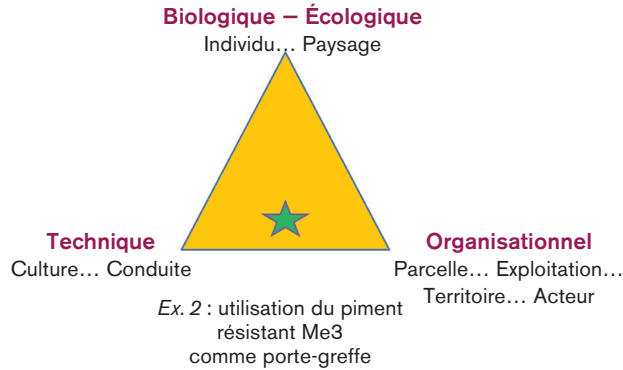 Biologique – Écologique
Individu… Paysage
Technique
Culture… Conduite
Organisationnel
Parcelle… Exploitation…
Territoire… Acteur
Ex. 2 : utilisation du piment
résistant Me3
comme porte-greffe